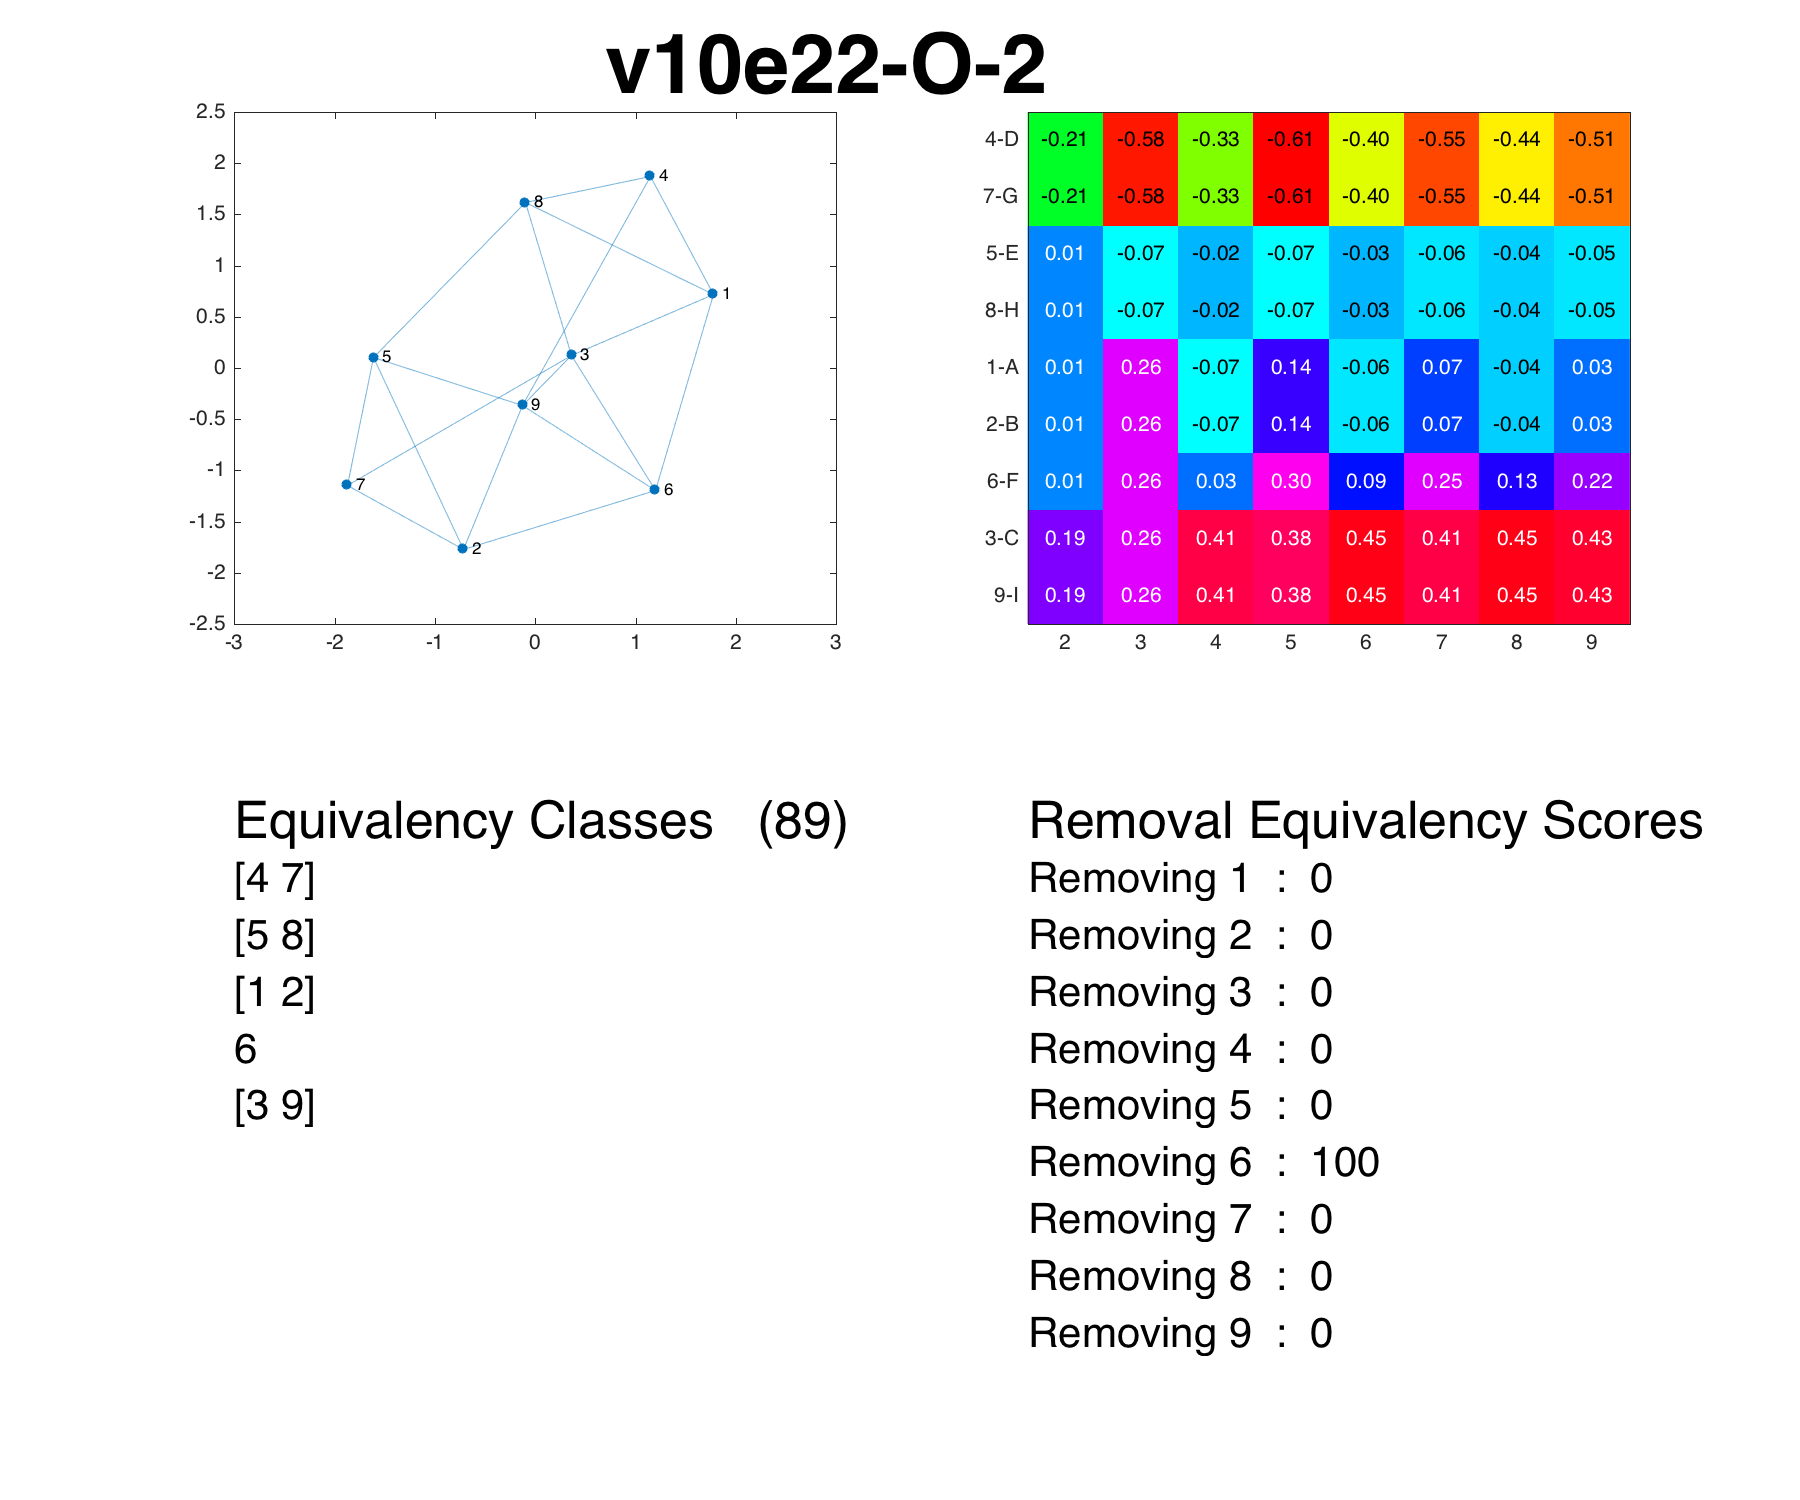 v10e22-O-2
2.5
2
1.5
1
0.5
0
-0.5
-1
-1.5
-2
-2.5
-3 -2 -1 0 1 2 3
4
8
1
3
5
9
7
6
2
4-D -0.21 -0.58 -0.33 -0.61 -0.40 -0.55 -0.44 -0.51
7-G -0.21 -0.58 -0.33 -0.61 -0.40 -0.55 -0.44 -0.51
5-E 0.01 -0.07 -0.02 -0.07 -0.03 -0.06 -0.04 -0.05
8-H 0.01 -0.07 -0.02 -0.07 -0.03 -0.06 -0.04 -0.05
1-A 0.01 0.26 -0.07 0.14 -0.06 0.07 -0.04 0.03
2-B 0.01 0.26 -0.07 0.14 -0.06 0.07 -0.04 0.03
6-F 0.01 0.26 0.03 0.30 0.09 0.25 0.13 0.22
3-C 0.19 0.26 0.41 0.38 0.45 0.41 0.45 0.43
9-I 0.19 0.26 0.41 0.38 0.45 0.41 0.45 0.43
2 3 4 5 6 7 8 9
Equivalency Classes (89)
[4 7]
[5 8]
[1 2]
6
[3 9]
Removal Equivalency Scores
Removing 1 : 0
Removing 2 : 0
Removing 3 : 0
Removing 4 : 0
Removing 5 : 0
Removing 6 : 100
Removing 7 : 0
Removing 8 : 0
Removing 9 : 0